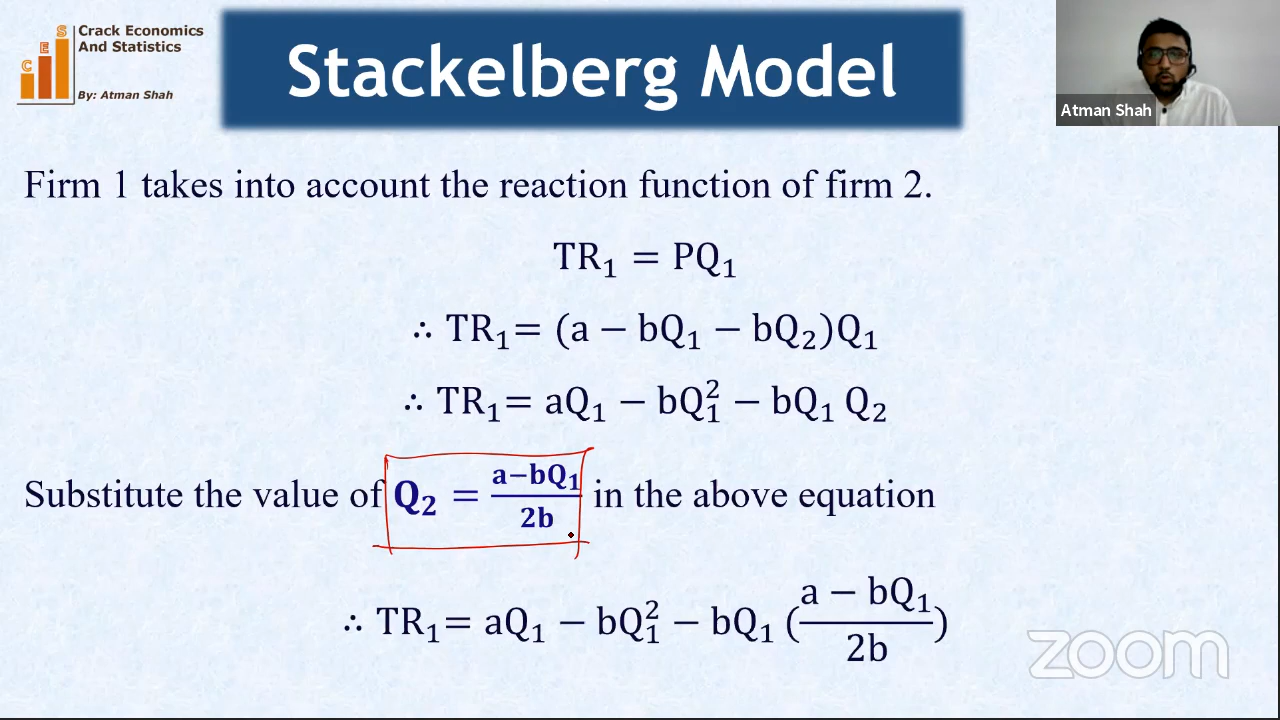 C E S
Crack Economics
And Statistics
By: Atman Shah
Stackelberg Model
Atman Shah
Firm 1 takes into account the reaction function of firm 2.
TR₁ = PQ₁
∴ TR₁= (a − bQ₁ − bQ₂)Q₁
∴ TR₁= aQ₁ − bQ₁² − bQ₁ Q₂
Substitute the value of Q₂ = (a−bQ₁)/2b in the above equation
∴ TR₁= aQ₁ − bQ₁² − bQ₁ ((a − bQ₁)/2b)
zoom